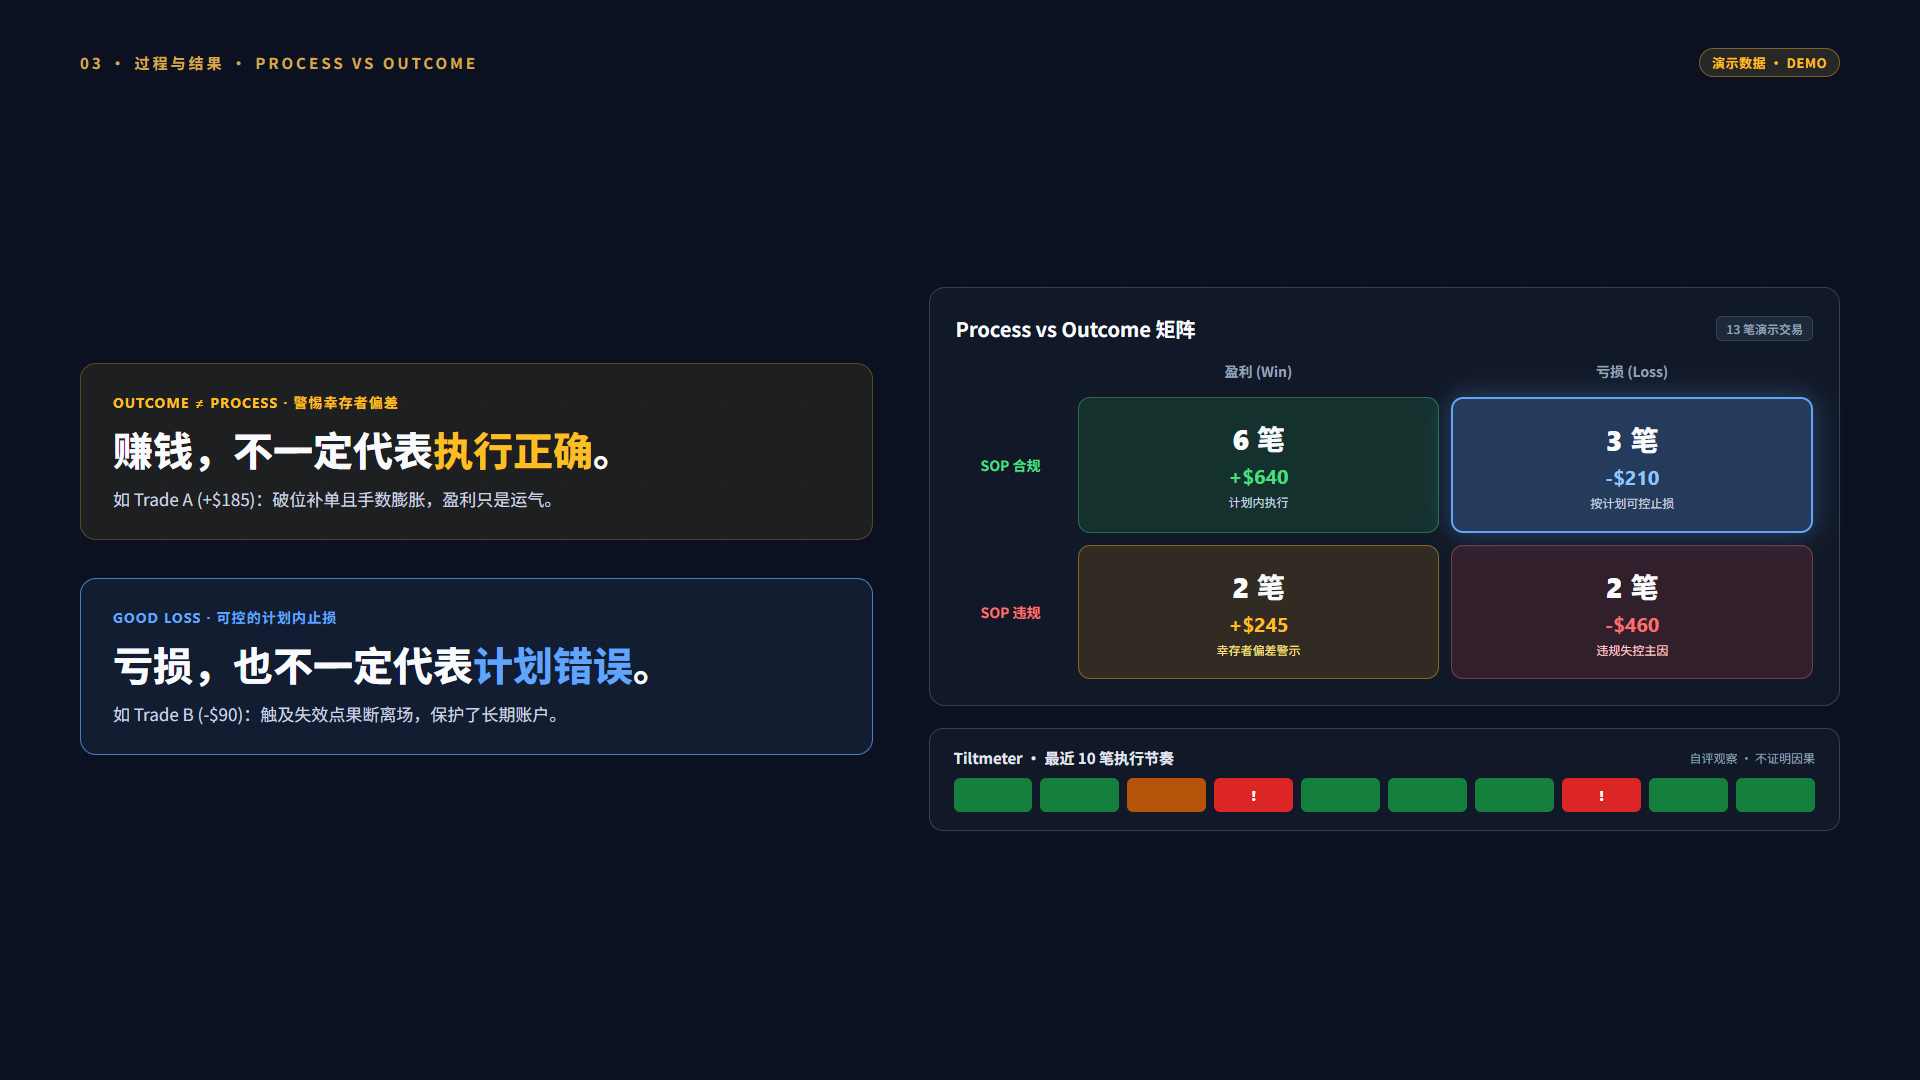 03 • 过程与结果 • PROCESS VS OUTCOME
演示数据 • DEMO
OUTCOME ≠ PROCESS · 警惕幸存者偏差
赚钱，不一定代表执行正确。
如 Trade A (+$185)：破位补单且手数膨胀，盈利只是运气。
GOOD LOSS · 可控的计划内止损
亏损，也不一定代表计划错误。
如 Trade B (-$90)：触及失效点果断离场，保护了长期账户。
Process vs Outcome 矩阵
13 笔演示交易
盈利 (Win)
亏损 (Loss)
SOP 合规
6 笔
+$640
计划内执行
3 笔
-$210
按计划可控止损
SOP 违规
2 笔
+$245
幸存者偏差警示
2 笔
-$460
违规失控主因
Tiltmeter • 最近 10 笔执行节奏
自评观察 • 不证明因果
!
!